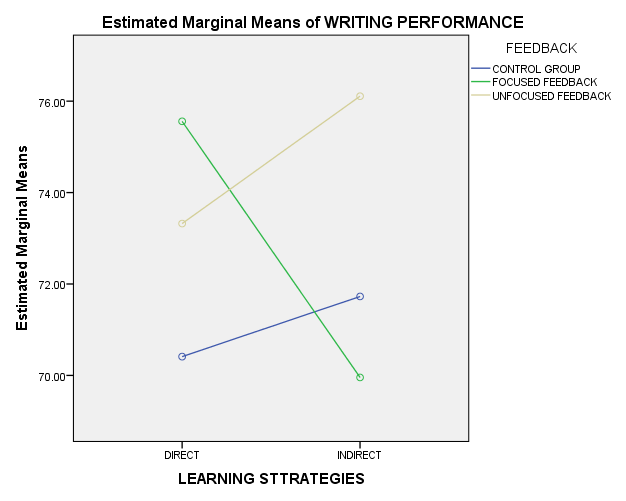 Estimated Marginal Means of WRITING PERFORMANCE
FEEDBACK
CONTROL GROUP
FOCUSED FEEDBACK
UNFOCUSED FEEDBACK
Estimated Marginal Means
76.00
74.00
72.00
70.00
DIRECT
INDIRECT
LEARNING STTRATEGIES